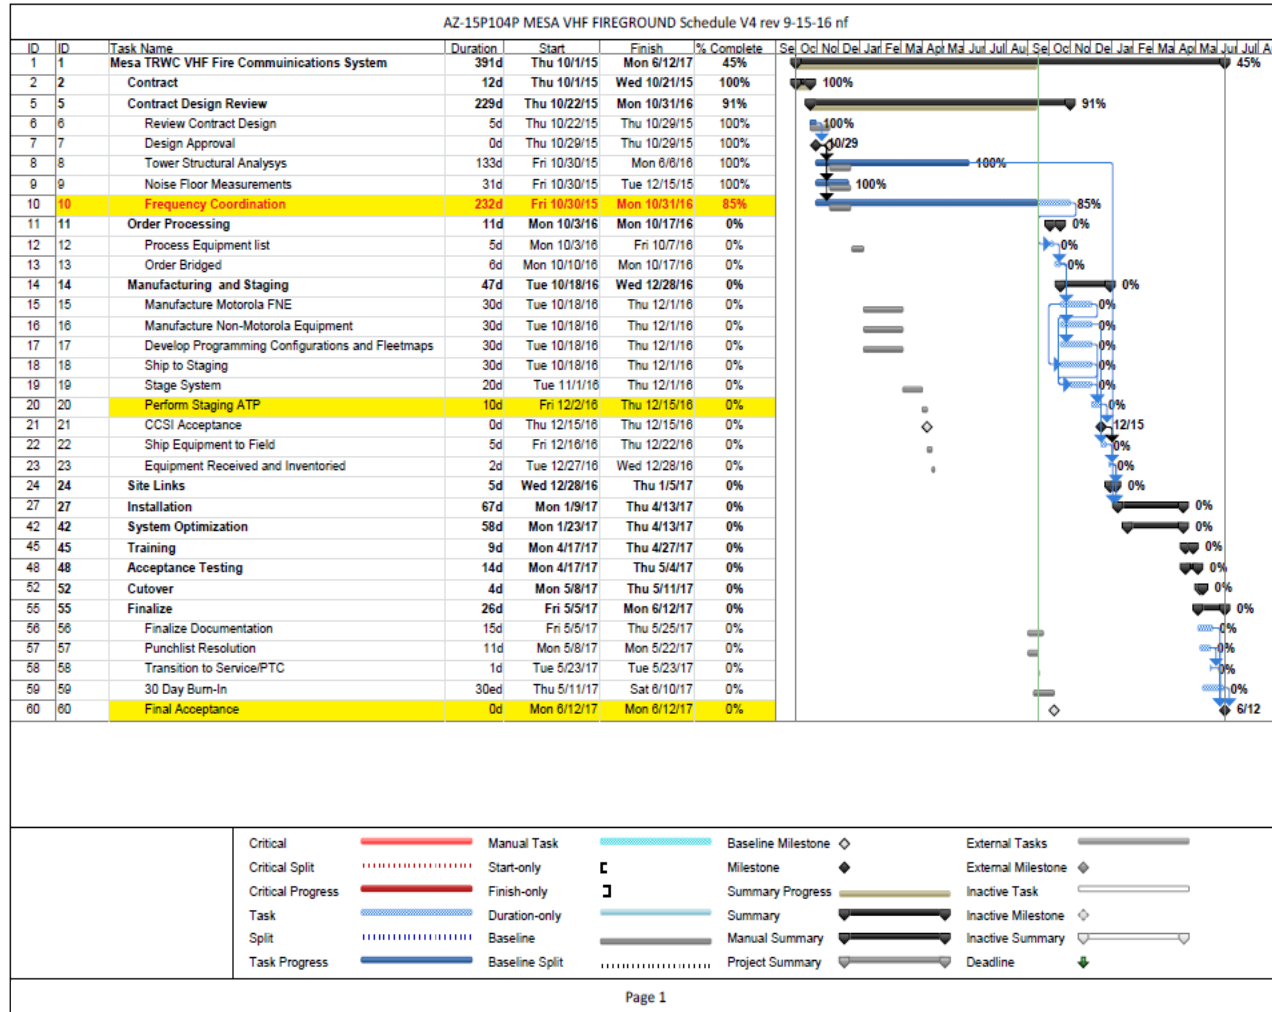 AZ-15P104P MESA VHF FIREGROUND Schedule V4 rev 9-15-16 nf
ID ID Task Name Duration Start Finish % Complete Se Oc No De Jar Fe Ma Apr Ma Jur Jul Au Se Oc No De Jar Fe Ma Apr Ma Jur Jul A
1 1 Mesa TRWC VHF Fire Commuinications System 391d Thu 10/1/15 Mon 6/12/17 45% 45%
2 2 Contract 12d Thu 10/1/15 Wed 10/21/15 100% 100%
5 5 Contract Design Review 229d Thu 10/22/15 Mon 10/31/16 91% 91%
6 6 Review Contract Design 5d Thu 10/22/15 Thu 10/29/15 100% 100%
7 7 Design Approval 0d Thu 10/29/15 Thu 10/29/15 100% 10/29
8 8 Tower Structural Analysys 133d Fri 10/30/15 Mon 6/6/16 100% 100%
9 9 Noise Floor Measurements 31d Fri 10/30/15 Tue 12/15/15 100% 100%
10 10 Frequency Coordination 232d Fri 10/30/15 Mon 10/31/16 85% 85%
11 11 Order Processing 11d Mon 10/3/16 Mon 10/17/16 0% 0%
12 12 Process Equipment list 5d Mon 10/3/16 Fri 10/7/16 0% 0%
13 13 Order Bridged 6d Mon 10/10/16 Mon 10/17/16 0% 0%
14 14 Manufacturing and Staging 47d Tue 10/18/16 Wed 12/28/16 0% 0%
15 15 Manufacture Motorola FNE 30d Tue 10/18/16 Thu 12/1/16 0% 0%
16 16 Manufacture Non-Motorola Equipment 30d Tue 10/18/16 Thu 12/1/16 0% 0%
17 17 Develop Programming Configurations and Fleetmaps 30d Tue 10/18/16 Thu 12/1/16 0% 0%
18 18 Ship to Staging 30d Tue 10/18/16 Thu 12/1/16 0% 0%
19 19 Stage System 20d Tue 11/1/16 Thu 12/1/16 0% 0%
20 20 Perform Staging ATP 10d Fri 12/2/16 Thu 12/15/16 0% 0%
21 21 CCSI Acceptance 0d Thu 12/15/16 Thu 12/15/16 0% 12/15
22 22 Ship Equipment to Field 5d Fri 12/16/16 Thu 12/22/16 0% 0%
23 23 Equipment Received and Inventoried 2d Tue 12/27/16 Wed 12/28/16 0% 0%
24 24 Site Links 5d Wed 12/28/16 Thu 1/5/17 0% 0%
27 27 Installation 67d Mon 1/9/17 Thu 4/13/17 0% 0%
42 42 System Optimization 58d Mon 1/23/17 Thu 4/13/17 0% 0%
45 45 Training 9d Mon 4/17/17 Thu 4/27/17 0% 0%
48 48 Acceptance Testing 14d Mon 4/17/17 Thu 5/4/17 0% 0%
52 52 Cutover 4d Mon 5/8/17 Thu 5/11/17 0% 0%
55 55 Finalize 26d Fri 5/5/17 Mon 6/12/17 0% 0%
56 56 Finalize Documentation 15d Fri 5/5/17 Thu 5/25/17 0% 0%
57 57 Punchlist Resolution 11d Mon 5/8/17 Mon 5/22/17 0% 0%
58 58 Transition to Service/PTC 1d Tue 5/23/17 Tue 5/23/17 0% 0%
59 59 30 Day Burn-In 30ed Thu 5/11/17 Sat 6/10/17 0% 0%
60 60 Final Acceptance 0d Mon 6/12/17 Mon 6/12/17 0% 6/12
Critical Manual Task Baseline Milestone External Tasks
Critical Split Start-only Milestone External Milestone
Critical Progress Finish-only Summary Progress Inactive Task
Task Duration-only Summary Inactive Milestone
Split Baseline Manual Summary Inactive Summary
Task Progress Baseline Split Project Summary Deadline
Page 1